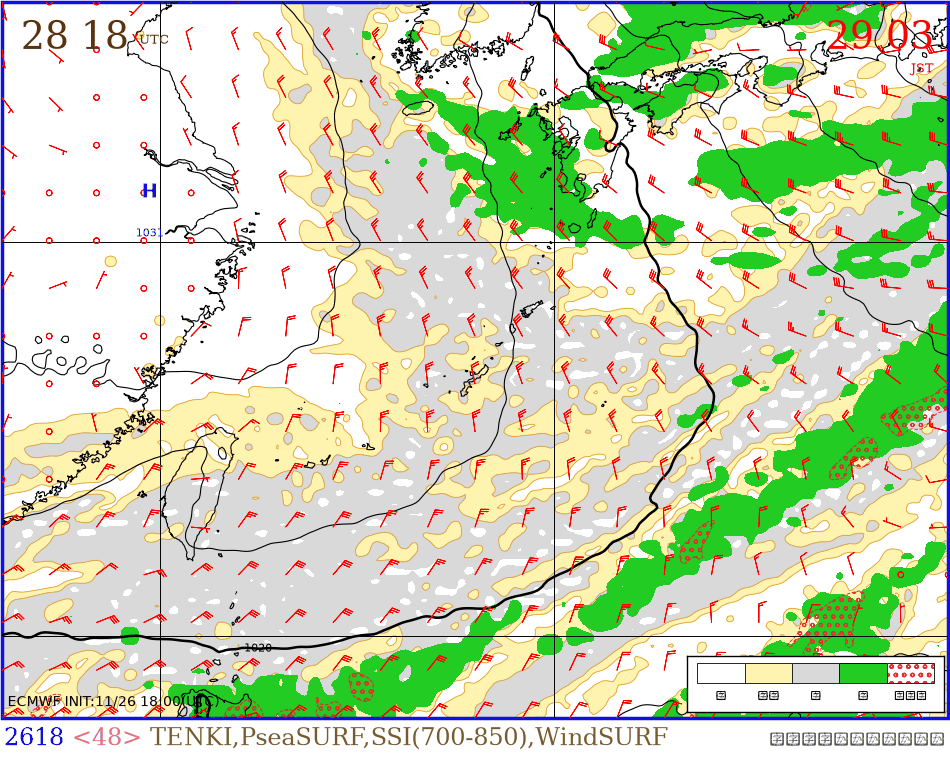 28 18 UTC
29 03
JST
H
1031
1020
ECMWF INIT:11/26 18:00(UTC)
2618 <48> TENKI,PseaSURF,SSI(700-850),WindSURF